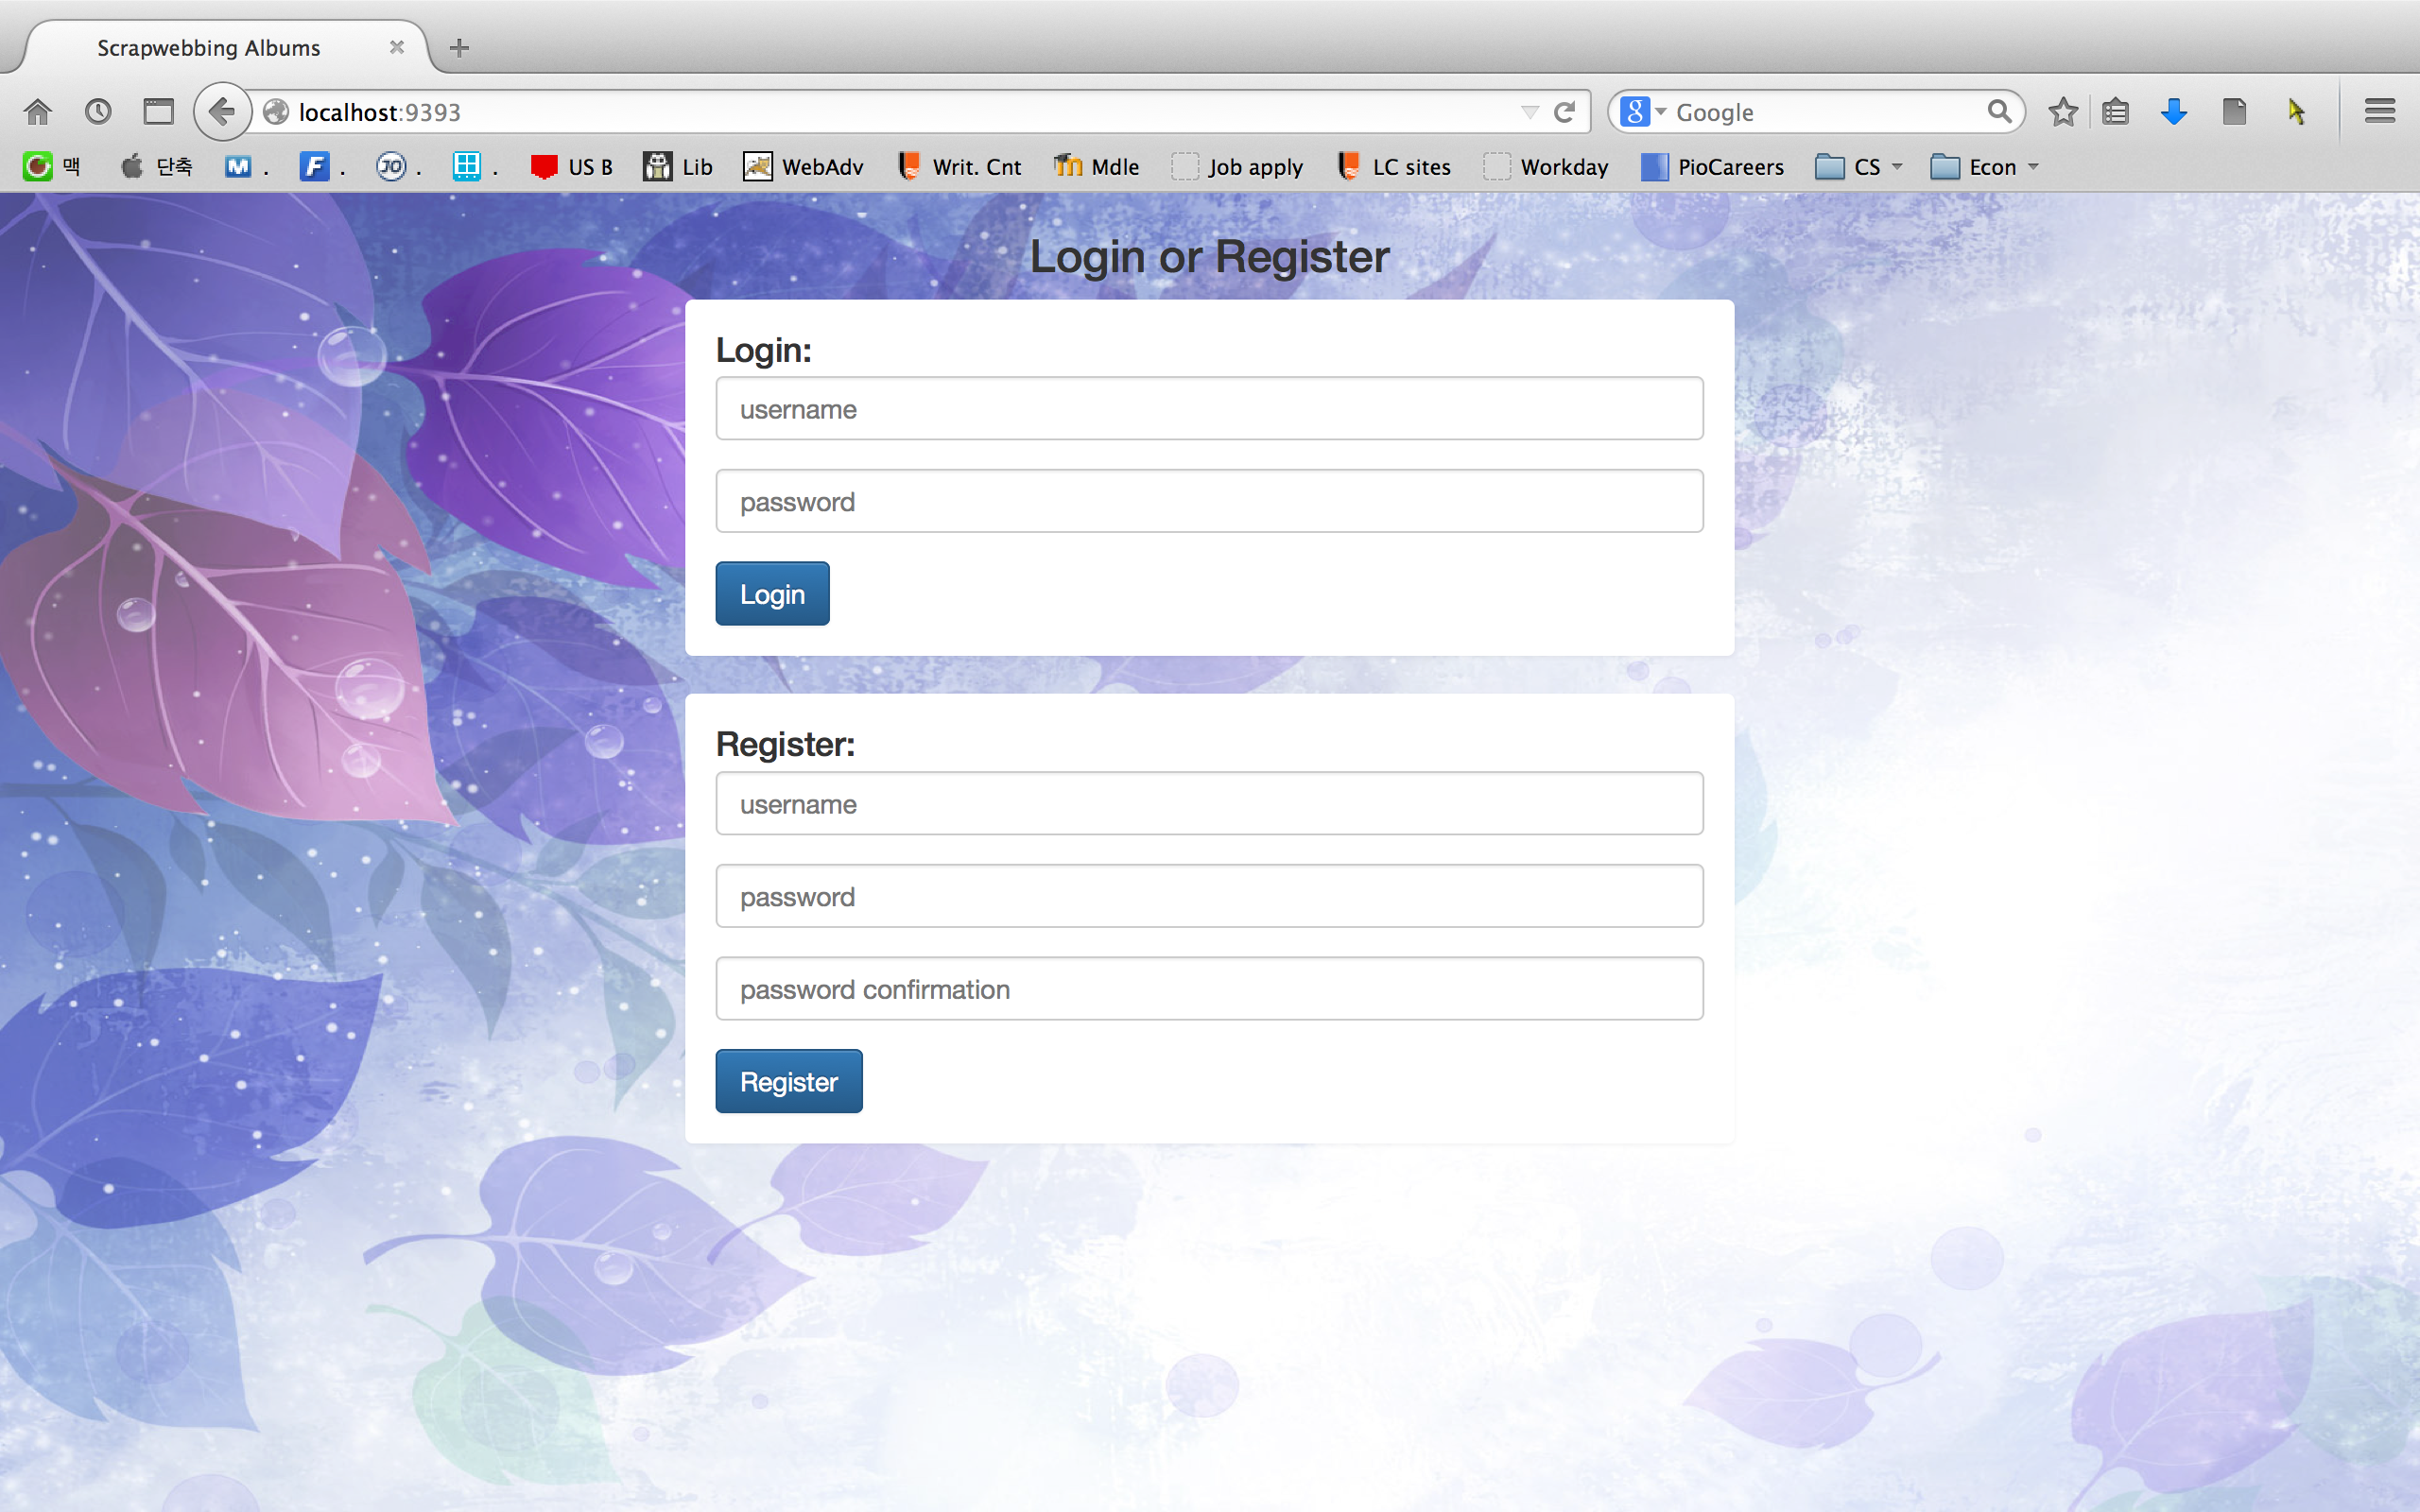 Scrapwebbing Albums
localhost:9393
Google
맥 단축 . . . . US B Lib WebAdv Writ. Cnt Mdle Job apply LC sites Workday PioCareers CS Econ
Login or Register
Login:
username
password
Login
Register:
username
password
password confirmation
Register